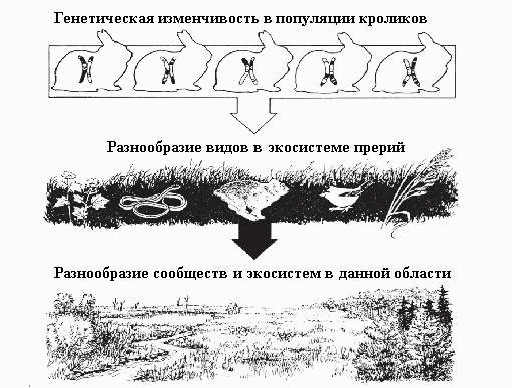 Генетическая изменчивость в популяции кроликов
Разнообразие видов в экосистеме прерий
Разнообразие сообществ и экосистем в данной области